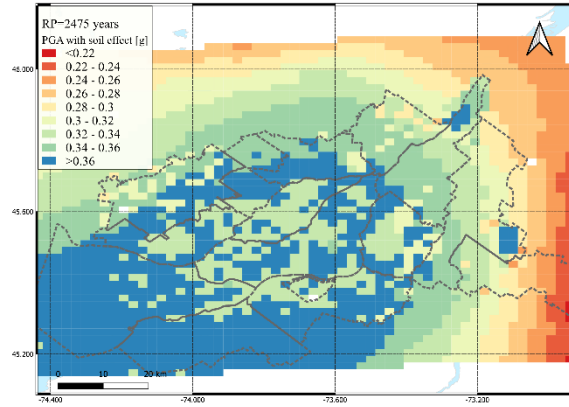 RP=2475 years
PGA with soil effect [g]
<0.22
0.22 - 0.24
0.24 - 0.26
0.26 - 0.28
0.28 - 0.3
0.3 - 0.32
0.32 - 0.34
0.34 - 0.36
>0.36
46.000
45.600
45.200
0 10 20 km
-74.400 -74.000 -73.600 -73.200